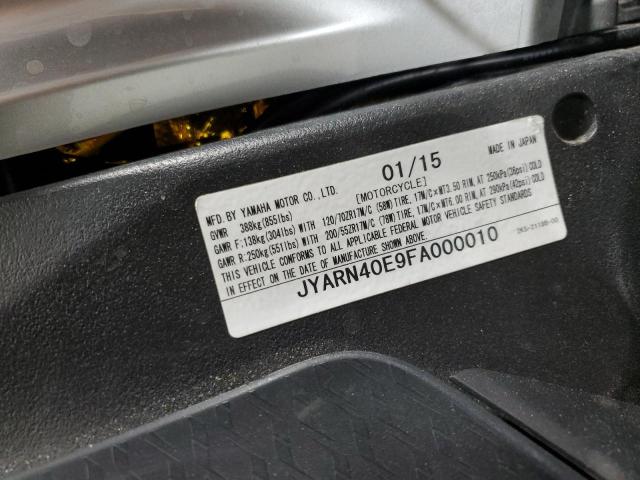 MFD. BY YAMAHA MOTOR CO., LTD. 01/15 MADE IN JAPAN
GVWR 388kg(855lbs) [MOTORCYCLE]
GAWR F:138kg(304lbs) WITH 120/70ZR17M/C (58W) TIRE, 17M/C×MT3.50 RIM, AT 250kPa(36psi) COLD
GAWR R:250kg(551lbs) WITH 200/55ZR17M/C (78W) TIRE, 17M/C×MT6.00 RIM, AT 290kPa(42psi) COLD
THIS VEHICLE CONFORMS TO ALL APPLICABLE FEDERAL MOTOR VEHICLE SAFETY STANDARDS
IN EFFECT ON THE DATE OF MANUFACTURE SHOWN ABOVE.
JYARN40E9FA000010